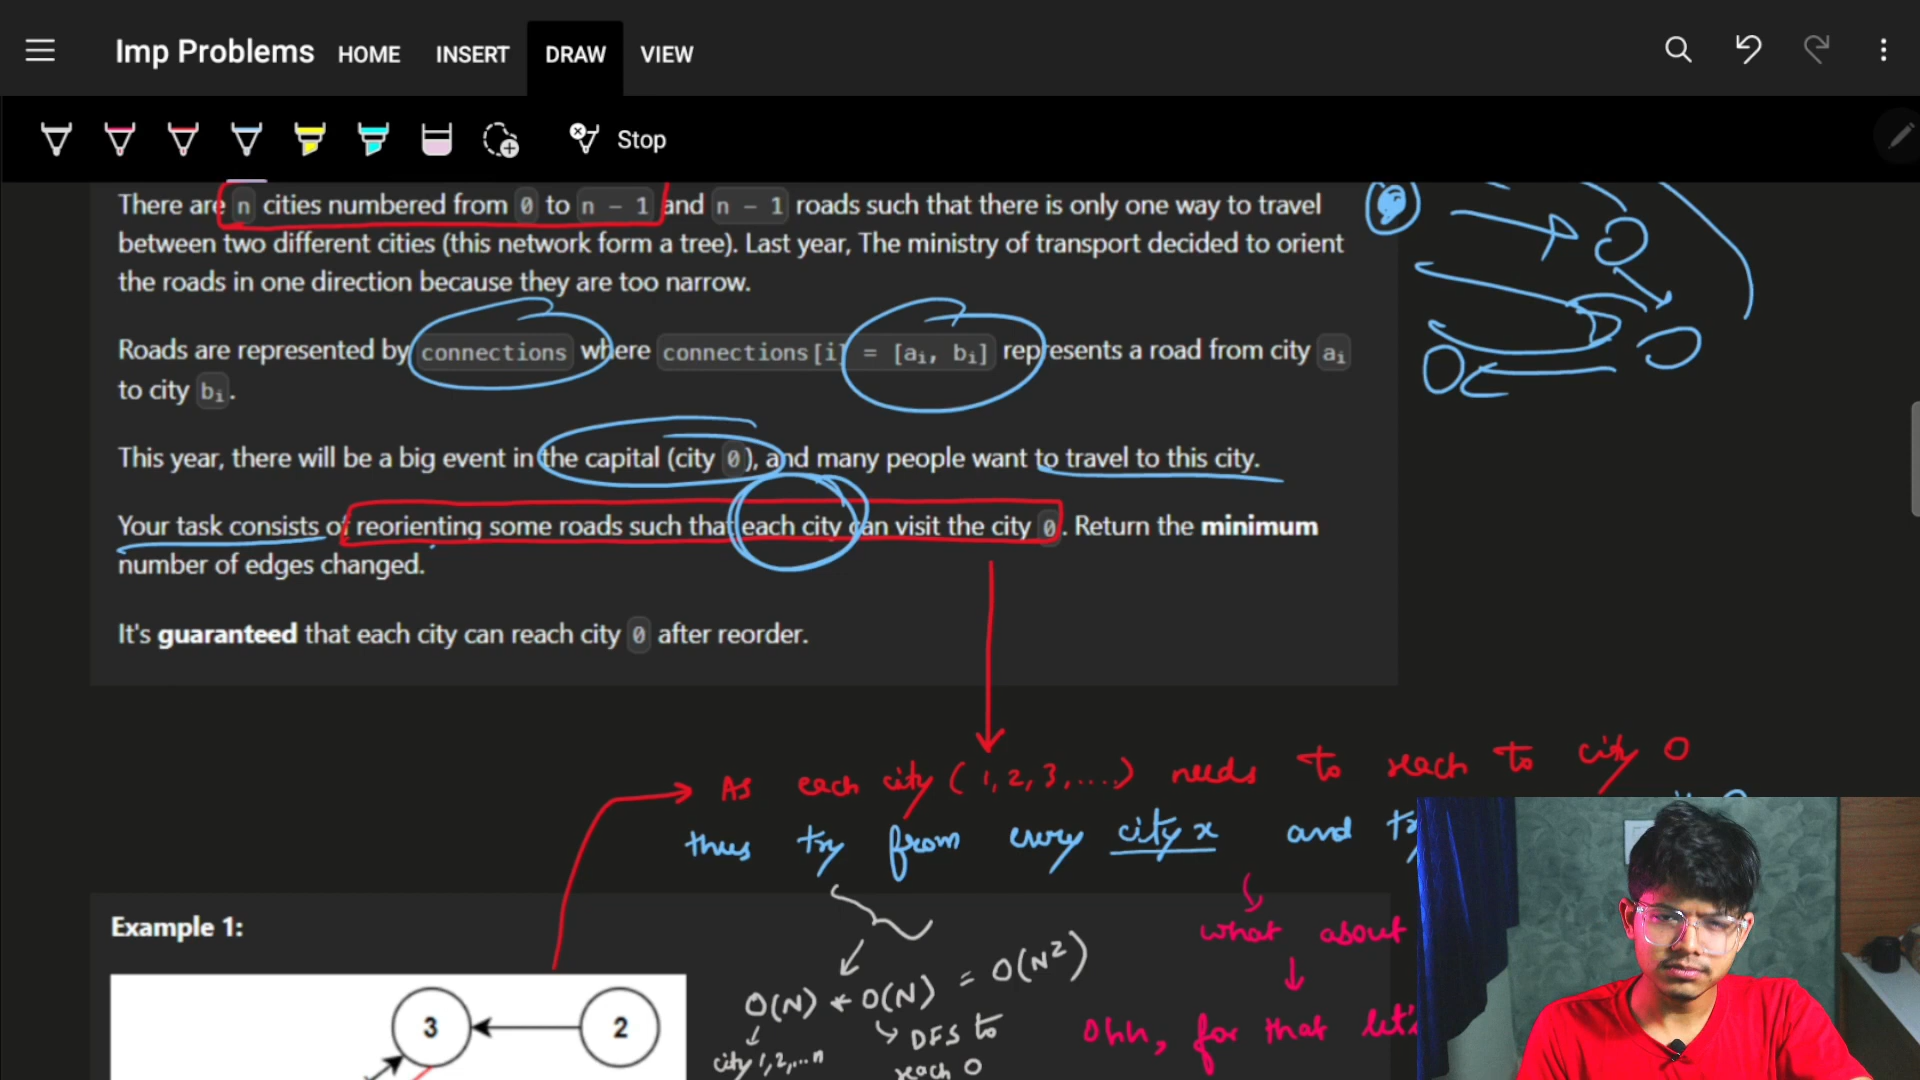 Imp Problems HOME INSERT DRAW VIEW
Stop
There are n cities numbered from 0 to n - 1 and n - 1 roads such that there is only one way to travel
between two different cities (this network form a tree). Last year, The ministry of transport decided to orient
the roads in one direction because they are too narrow.
Roads are represented by connections where connections[i] = [ai, bi] represents a road from city ai
to city bi.
This year, there will be a big event in the capital (city 0), and many people want to travel to this city.
Your task consists of reorienting some roads such that each city can visit the city 0. Return the minimum
number of edges changed.
It's guaranteed that each city can reach city 0 after reorder.
As each city (1,2,3,....) needs to reach to city 0
thus try from every city x and
what about
Example 1:
O(N) * O(N) = O(N²)
Ohh, for that let's
DFS to
city 1,2,...n
reach 0
3 2